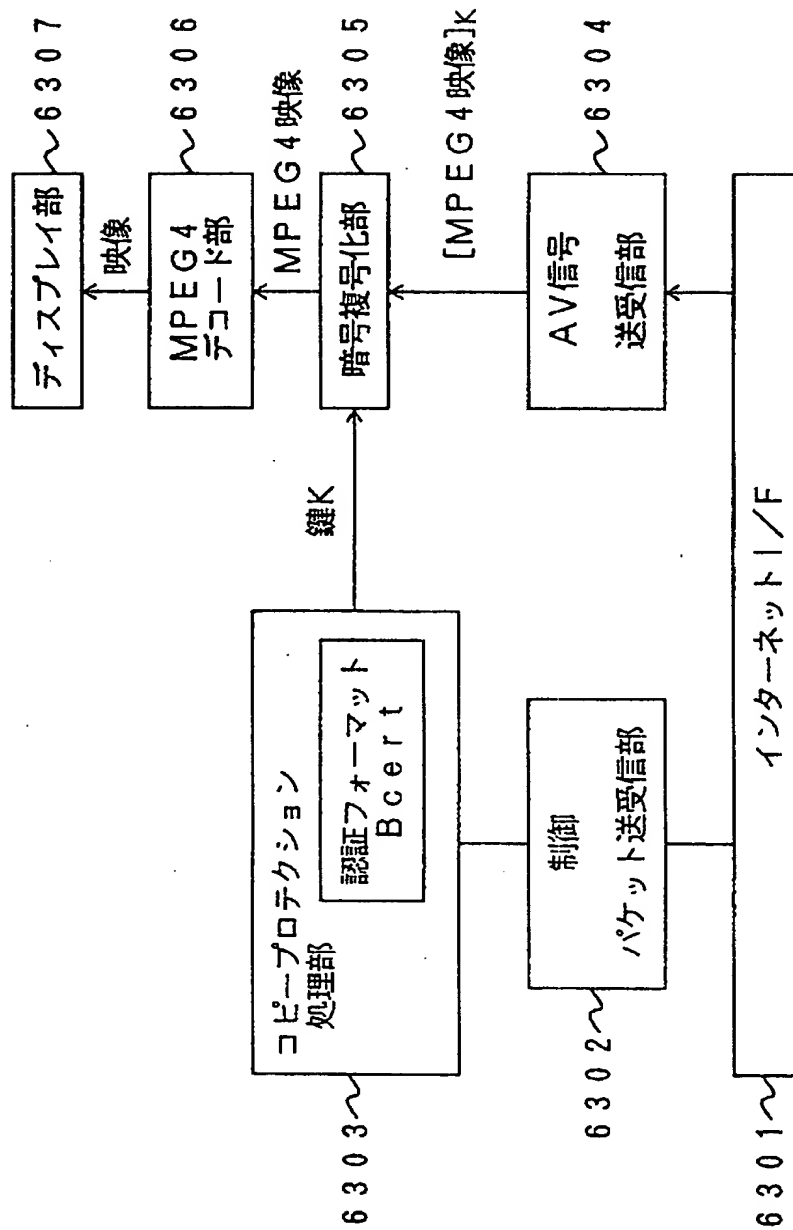 ディスプレイ部
6307
映像
MPEG4
デコード部
6306
MPEG4映像
暗号複号化部
6305
[MPEG4映像]K
AV信号
送受信部
6304
鍵K
コピープロテクション
処理部
認証フォーマット
Bcert
6303
制御
パケット送受信部
6302
インターネットI/F
6301